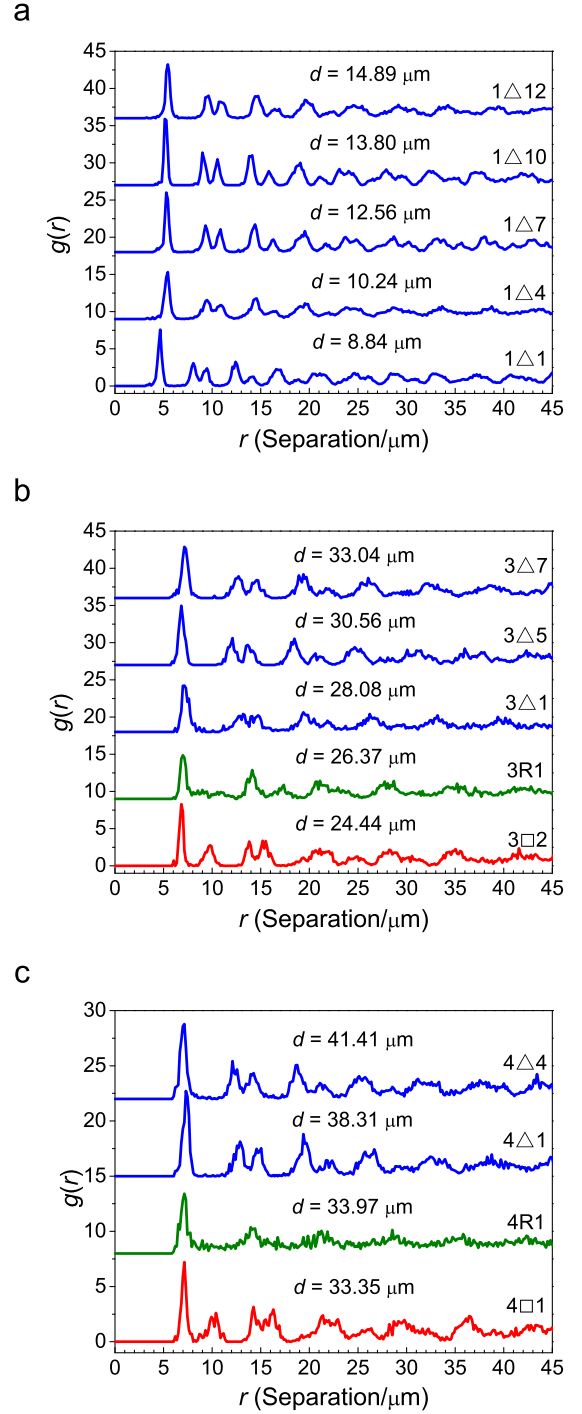 a
45
40
35
30
25
20
15
10
5
0
g(r)
d = 14.89 μm
1△12
d = 13.80 μm
1△10
d = 12.56 μm
1△7
d = 10.24 μm
1△4
d = 8.84 μm
1△1
0 5 10 15 20 25 30 35 40 45
r (Separation/μm)
b
45
40
35
30
25
20
15
10
5
0
g(r)
d = 33.04 μm
3△7
d = 30.56 μm
3△5
d = 28.08 μm
3△1
d = 26.37 μm
3R1
d = 24.44 μm
3□2
0 5 10 15 20 25 30 35 40 45
r (Separation/μm)
c
30
25
20
15
10
5
0
g(r)
d = 41.41 μm
4△4
d = 38.31 μm
4△1
d = 33.97 μm
4R1
d = 33.35 μm
4□1
0 5 10 15 20 25 30 35 40 45
r (Separation/μm)